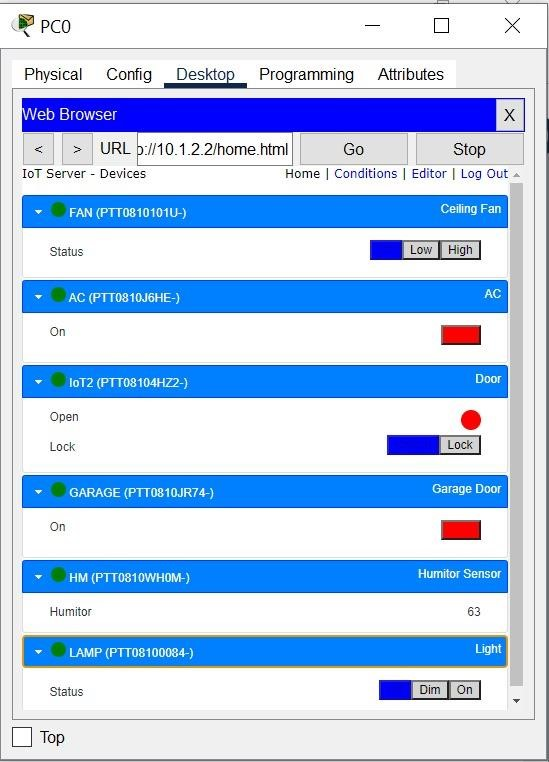 PC0
Physical Config Desktop Programming Attributes
Web Browser X
< > URL p://10.1.2.2/home.html Go Stop
IoT Server - Devices Home | Conditions | Editor | Log Out
FAN (PTT0810101U-) Ceiling Fan
Status Low High
AC (PTT0810J6HE-) AC
On
IoT2 (PTT08104HZ2-) Door
Open
Lock Lock
GARAGE (PTT0810JR74-) Garage Door
On
HM (PTT0810WH0M-) Humitor Sensor
Humitor 63
LAMP (PTT08100084-) Light
Status Dim On
Top